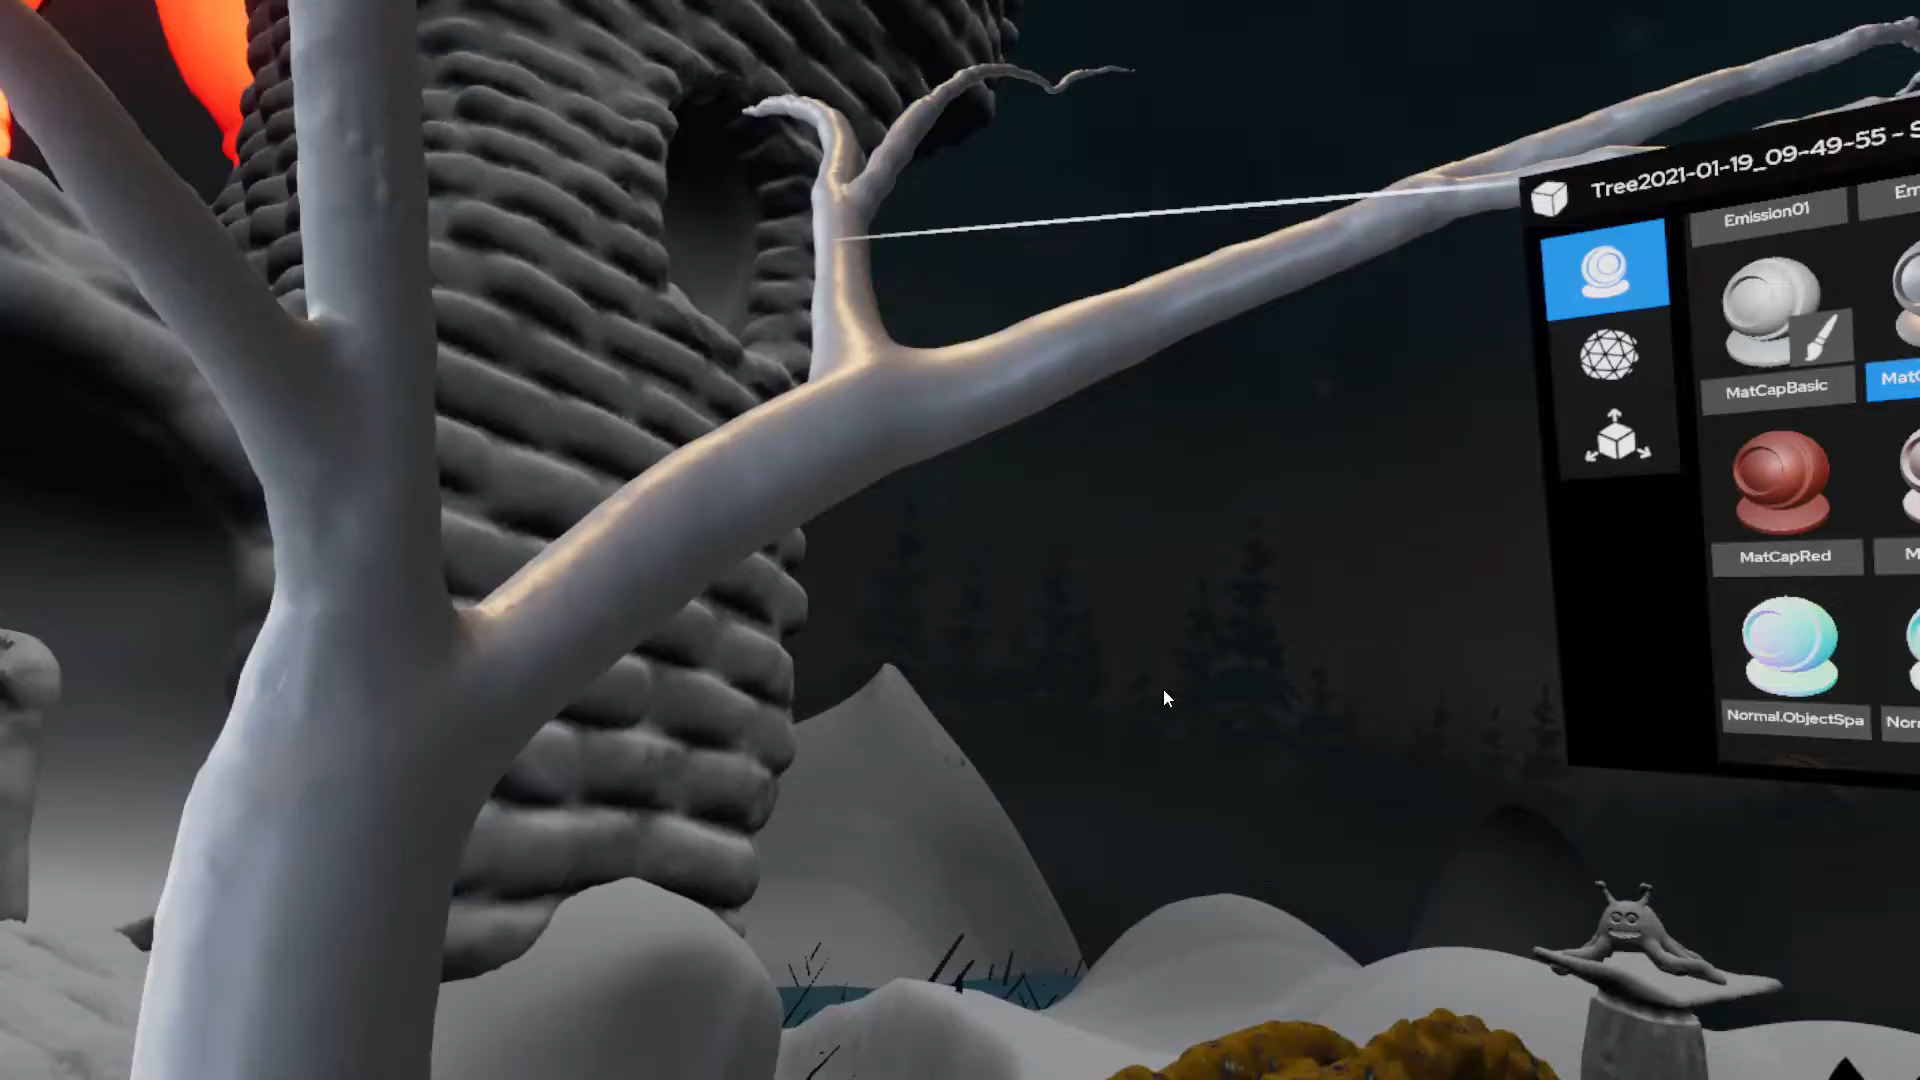 Tree2021-01-19_09-49-55 -
Emission01
MatCapBasic
MatCapRed
Normal.ObjectSpa